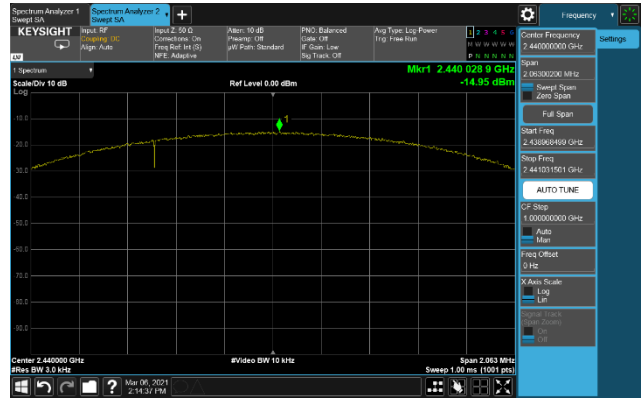 Spectrum Analyzer 1
Swept SA
Spectrum Analyzer 2
Swept SA
+
Frequency
KEYSIGHT
Input: RF
Coupling: DC
Align: Auto
Input Z: 50 Ω
Corrections: On
Freq Ref: Int (S)
NFE: Adaptive
Atten: 10 dB
Preamp: Off
µW Path: Standard
PNO: Balanced
Gate: Off
IF Gain: Low
Sig Track: Off
Avg Type: Log-Power
Trig: Free Run
1 2 3 4 5 6
W W W W W W
P N N N N N
LW
1 Spectrum
Scale/Div 10 dB
Log
Ref Level 0.00 dBm
Mkr1 2.440 028 9 GHz
-14.95 dBm
1
-10.0
-20.0
-30.0
-40.0
-50.0
-60.0
-70.0
-80.0
-90.0
Center 2.440000 GHz
#Res BW 3.0 kHz
#Video BW 10 kHz
Span 2.063 MHz
Sweep 1.00 ms (1001 pts)
Mar 06, 2021
2:14:37 PM
?
Settings
Center Frequency
2.440000000 GHz
Span
2.06300200 MHz
Swept Span
Zero Span
Full Span
Start Freq
2.438968499 GHz
Stop Freq
2.441031501 GHz
AUTO TUNE
CF Step
1.000000000 GHz
Auto
Man
Freq Offset
0 Hz
X Axis Scale
Log
Lin
Signal Track
(Span Zoom)
On
Off